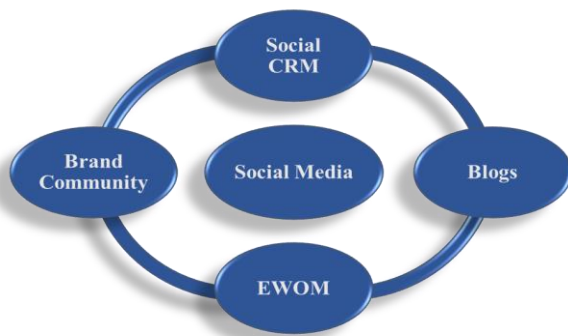 Social
CRM
Brand
Community
Social Media
Blogs
EWOM